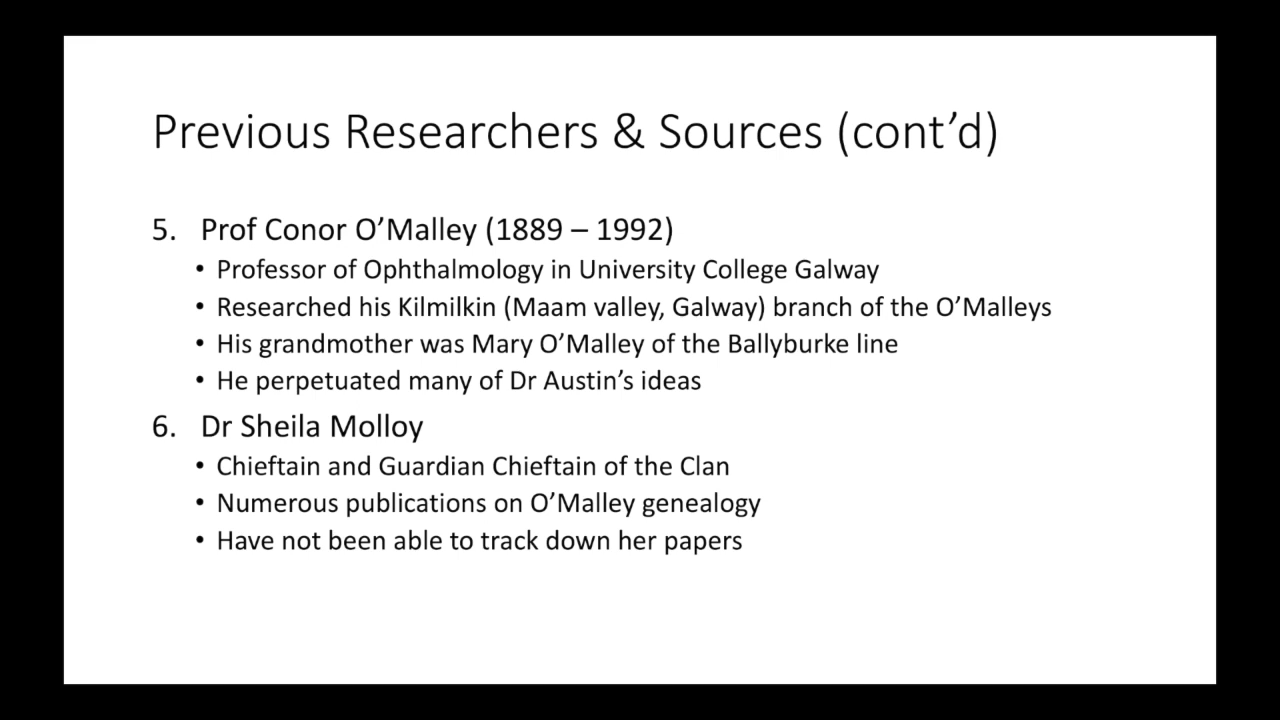 Previous Researchers & Sources (cont’d)
5. Prof Conor O’Malley (1889 – 1992)
• Professor of Ophthalmology in University College Galway
• Researched his Kilmilkin (Maam valley, Galway) branch of the O’Malleys
• His grandmother was Mary O’Malley of the Ballyburke line
• He perpetuated many of Dr Austin’s ideas
6. Dr Sheila Molloy
• Chieftain and Guardian Chieftain of the Clan
• Numerous publications on O’Malley genealogy
• Have not been able to track down her papers